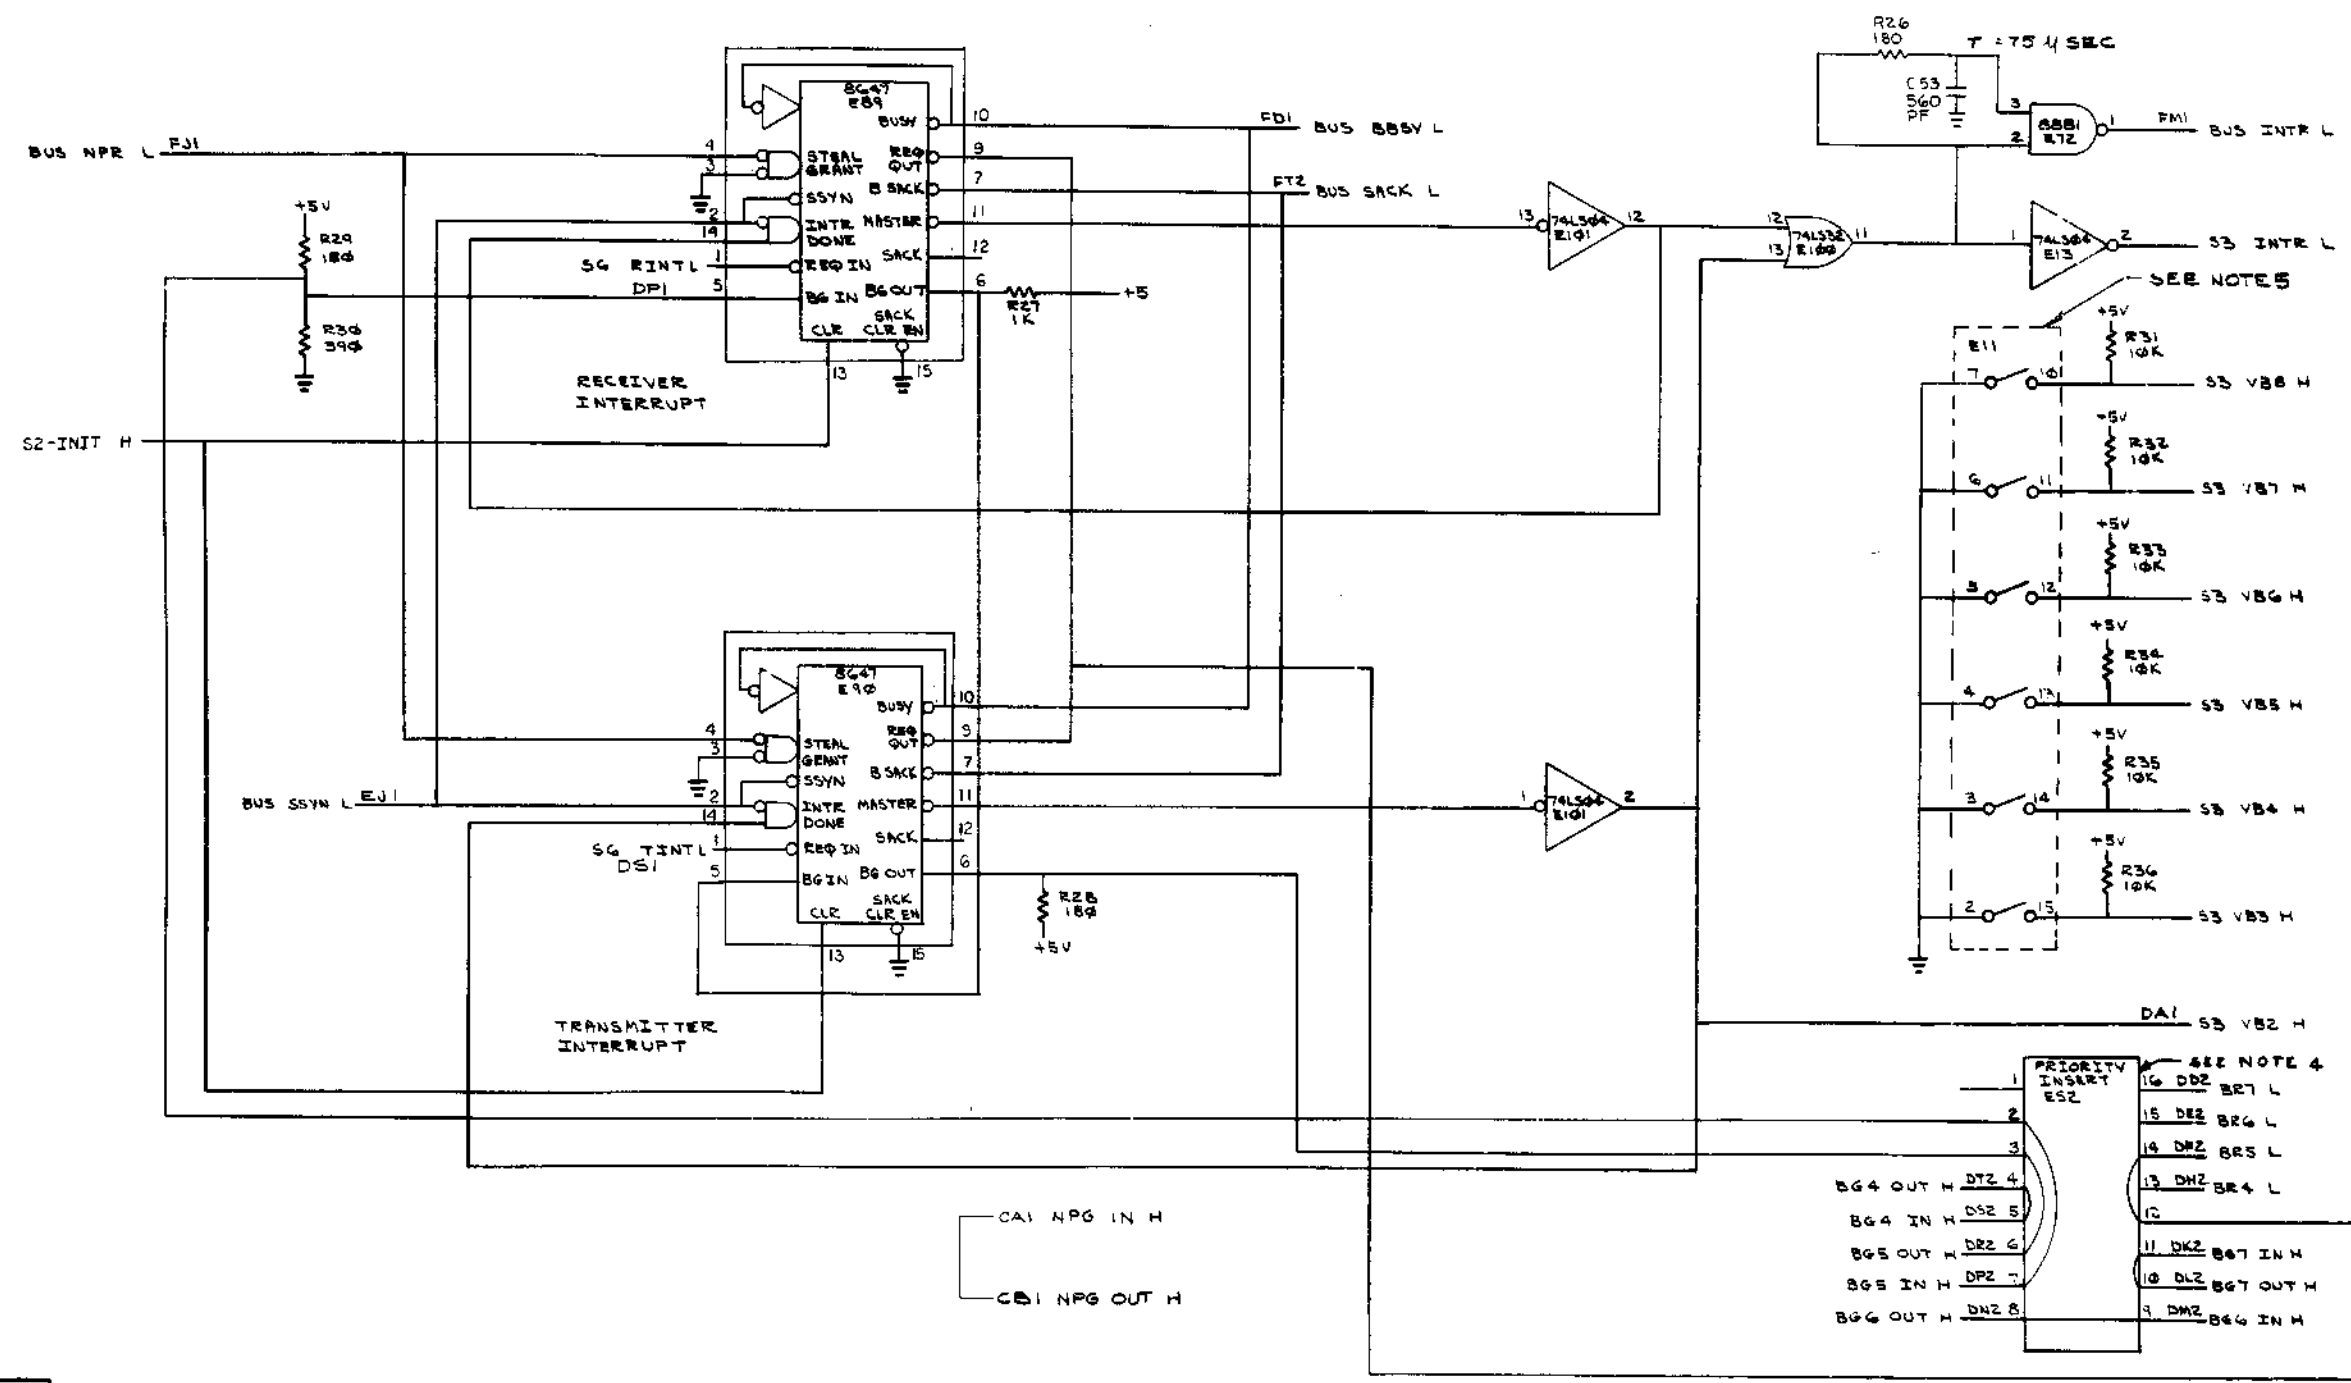 R26
180
T = 75 µ SEC
C53
560
PF
3
2
8881
E72
1
FM1
BUS INTR L
BUS NPR L
FJ1
8647
E89
BUSY
10
FD1
BUS BBSY L
4
3
STEAL
GRANT
REQ
OUT
9
B SACK
7
FT2
BUS SACK L
SSYN
2
14
INTR
DONE
MASTER
11
SACK
12
S6 RINTL
1
REQ IN
DP1
5
BG IN
BG OUT
6
R27
1K
+5
CLR
SACK
CLR EN
13
15
RECEIVER
INTERRUPT
+5V
R29
180
R30
390
S2-INIT H
13
74LS04
E101
12
12
13
74LS32
E100
11
1
74LS04
E13
2
S3 INTR L
SEE NOTE 5
E11
+5V
R31
10K
7
10
S3 VB8 H
+5V
R32
10K
6
11
S3 VB7 H
+5V
R33
10K
5
12
S3 VB6 H
+5V
R34
10K
4
13
S3 VB5 H
+5V
R35
10K
3
14
S3 VB4 H
+5V
R36
10K
2
15
S3 VB3 H
8647
E90
BUSY
10
4
3
STEAL
GRANT
REQ
OUT
9
B SACK
7
SSYN
BUS SSYN L
EJ1
2
14
INTR
DONE
MASTER
11
SACK
12
S6 TINTL
1
REQ IN
DS1
5
BG IN
BG OUT
6
R28
180
+5V
CLR
SACK
CLR EN
13
15
TRANSMITTER
INTERRUPT
1
74LS04
E101
2
DA1
S3 VB2 H
PRIORITY
INSERT
E52
SEE NOTE 4
1
16 DD2 BR7 L
2
15 DE2 BR6 L
3
14 DF2 BR5 L
BG4 OUT H DT2 4
13 DH2 BR4 L
BG4 IN H DS2 5
12
BG5 OUT H DR2 6
11 DK2 BG7 IN H
BG5 IN H DP2 7
10 DL2 BG7 OUT H
BG6 OUT H DN2 8
9 DM2 BG6 IN H
CA1 NPG IN H
CB1 NPG OUT H